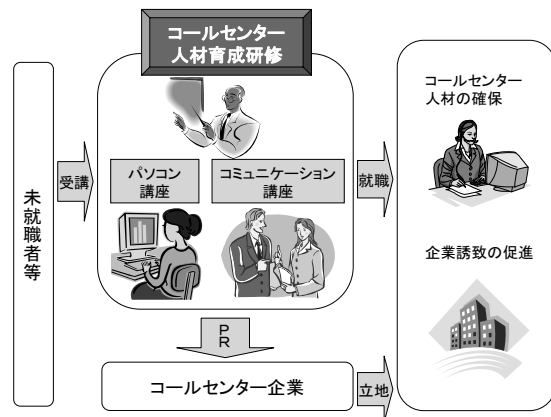 コールセンター
人材育成研修
未就職者等
受講
パソコン
講座
コミュニケーション
講座
就職
コールセンター
人材の確保
企業誘致の促進
PR
コールセンター企業
立地